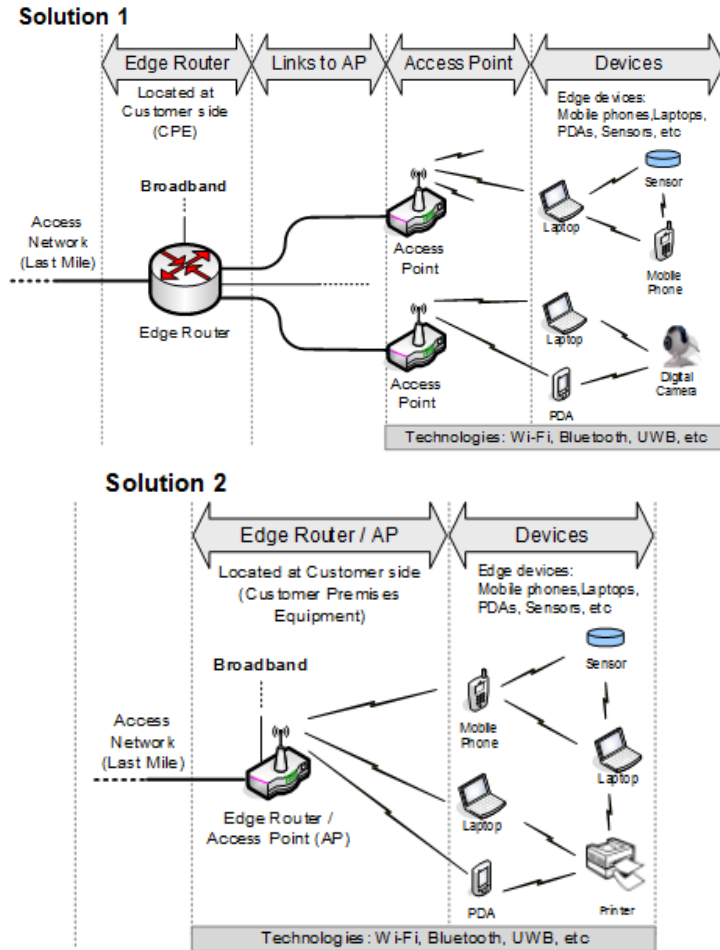 Solution 1
Edge Router
Links to AP
Access Point
Devices
Located at
Customer side
(CPE)
Edge devices:
Mobile phones,Laptops,
PDAs, Sensors, etc
Broadband
Sensor
Access
Network
(Last Mile)
Laptop
Access
Point
Mobile
Phone
Edge Router
Laptop
Access
Point
Digital
Camera
PDA
Technologies: Wi-Fi, Bluetooth, UWB, etc
Solution 2
Edge Router / AP
Devices
Located at Customer side
(Customer Premises
Equipment)
Edge devices:
Mobile phones,Laptops,
PDAs, Sensors, etc
Broadband
Sensor
Mobile
Phone
Access
Network
(Last Mile)
Laptop
Edge Router /
Access Point (AP)
Laptop
PDA
Printer
Technologies: Wi-Fi, Bluetooth, UWB, etc